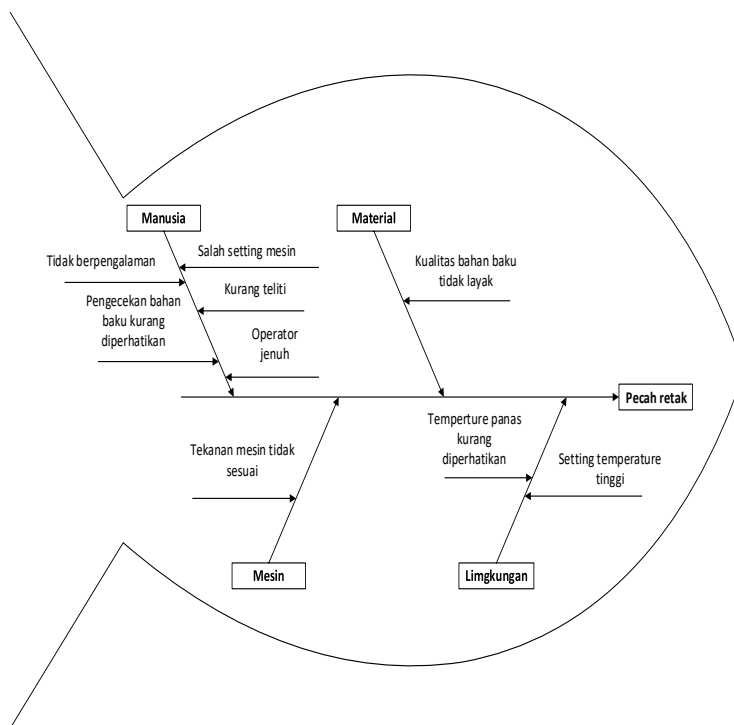 Manusia
Material
Salah setting mesin
Tidak berpengalaman
Kualitas bahan baku
tidak layak
Kurang teliti
Pengecekan bahan
baku kurang
diperhatikan
Operator
jenuh
Pecah retak
Temperture panas
kurang
diperhatikan
Tekanan mesin tidak
sesuai
Setting temperature
tinggi
Mesin
Limgkungan